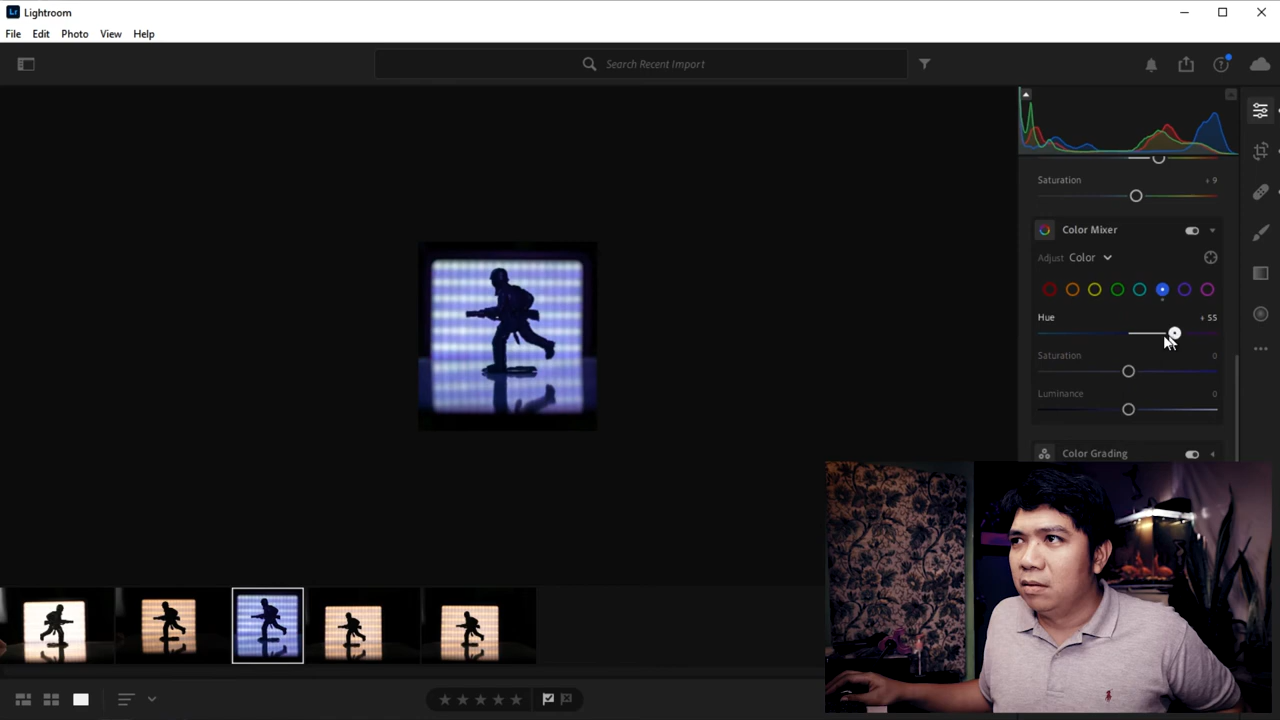 Lr Lightroom
File Edit Photo View Help
Search Recent Import
Saturation + 9
Color Mixer
Adjust Color
Hue + 55
Saturation 0
Luminance 0
Color Grading